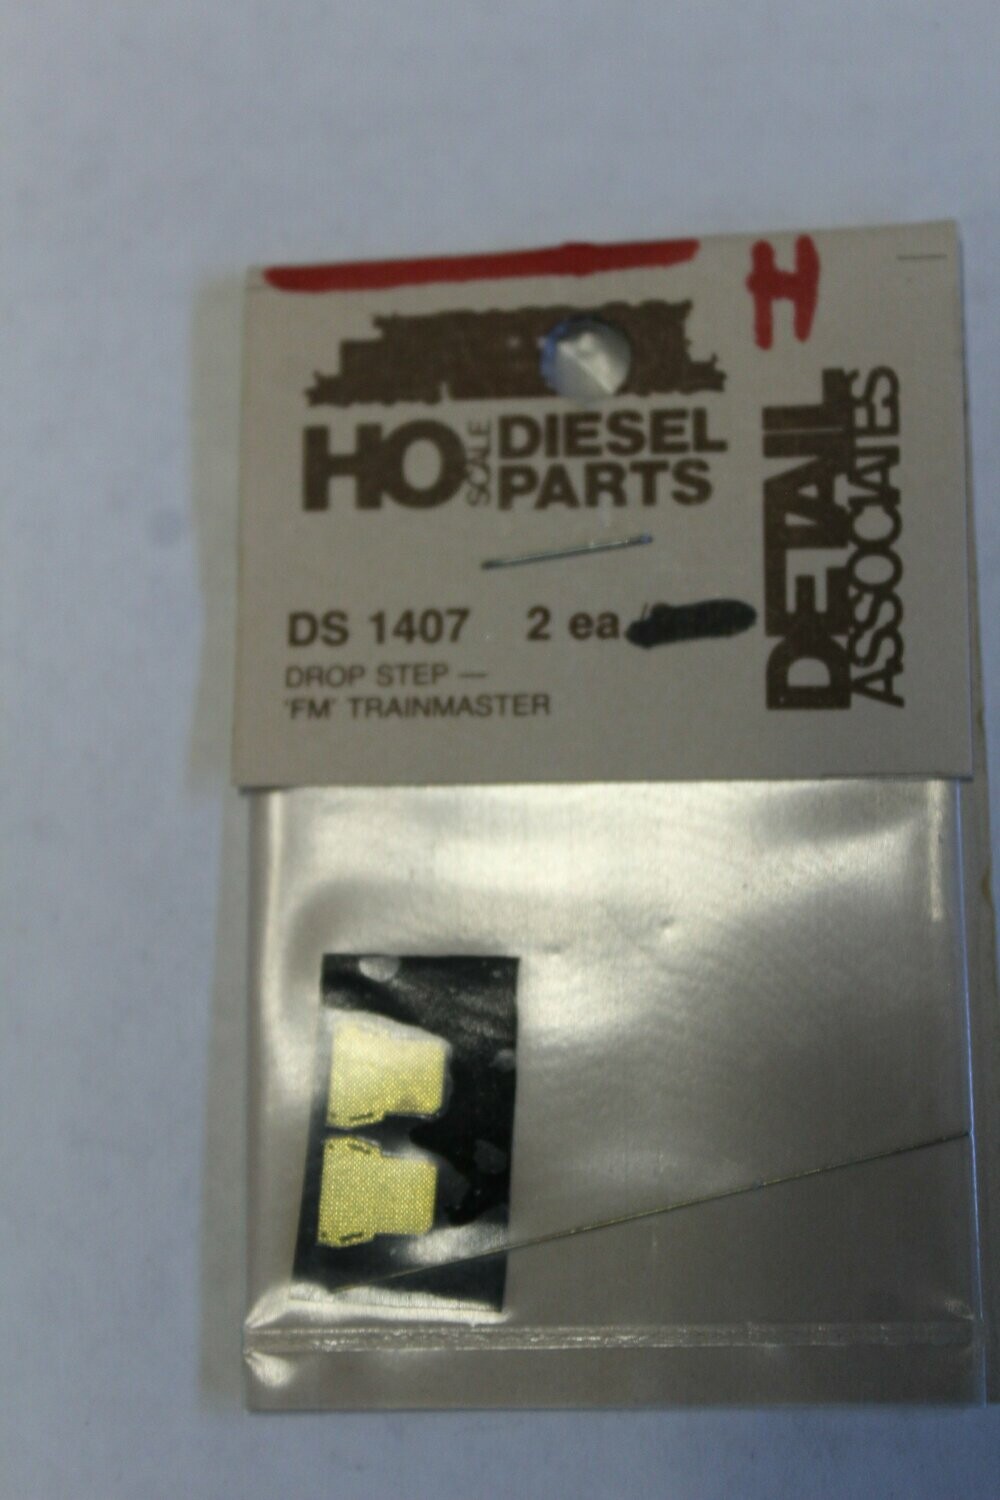 H
HO SCALE DIESEL PARTS
DETAIL ASSOCIATES
DS 1407 2 ea
DROP STEP —
'FM' TRAINMASTER